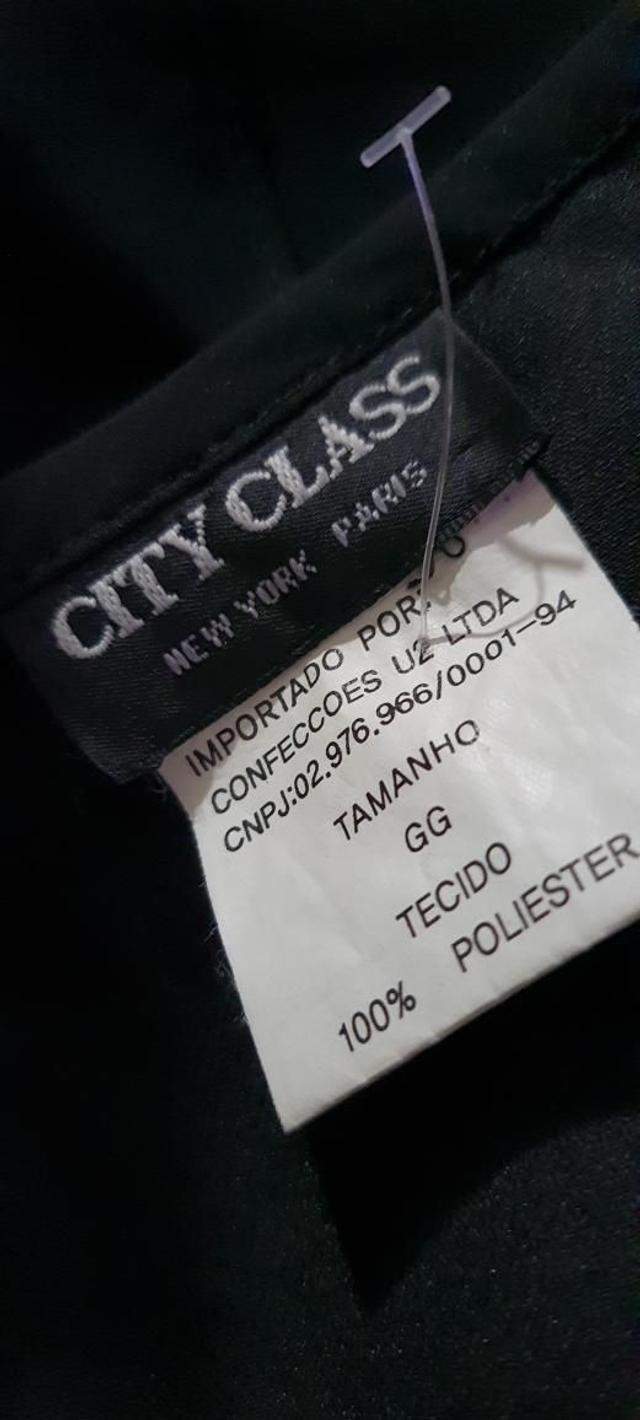 CITY CLASS
NEW YORK PARIS
IMPORTADO POR:
CONFECCOES U2 LTDA
CNPJ:02.976.966/0001-94
TAMANHO
GG
TECIDO
100% POLIESTER